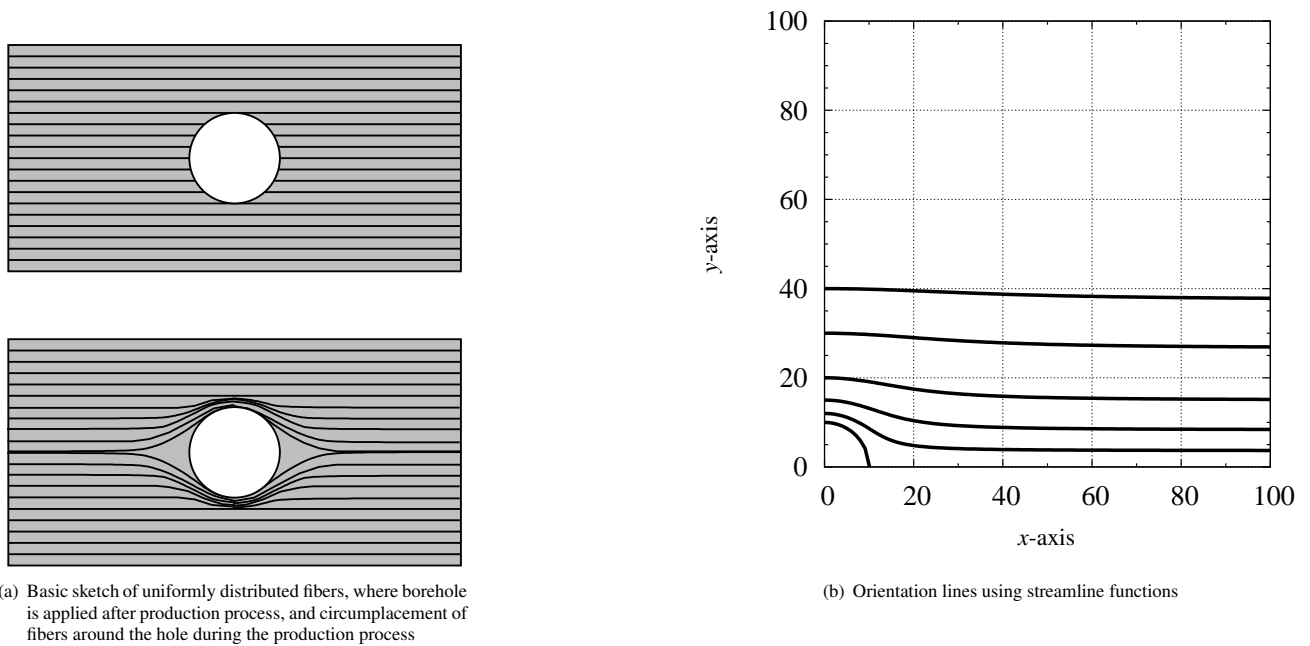 (a) Basic sketch of uniformly distributed fibers, where borehole
is applied after production process, and circumplacement of
fibers around the hole during the production process
100
80
60
40
20
0
y-axis
0 20 40 60 80 100
x-axis
(b) Orientation lines using streamline functions